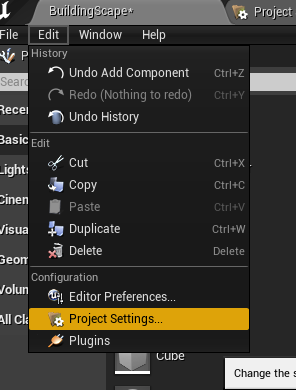 BuildingScape*
Project
File Edit Window Help
P
Sear
Recen
Basic
Lights
Cinem
Visua
Geom
Volum
All Cla
History
Undo Add Component Ctrl+Z
Redo (Nothing to redo) Ctrl+Y
Undo History
Edit
Cut Ctrl+X
Copy Ctrl+C
Paste Ctrl+V
Duplicate Ctrl+W
Delete Delete
Configuration
Editor Preferences...
Project Settings...
Plugins
Cube
Change the s